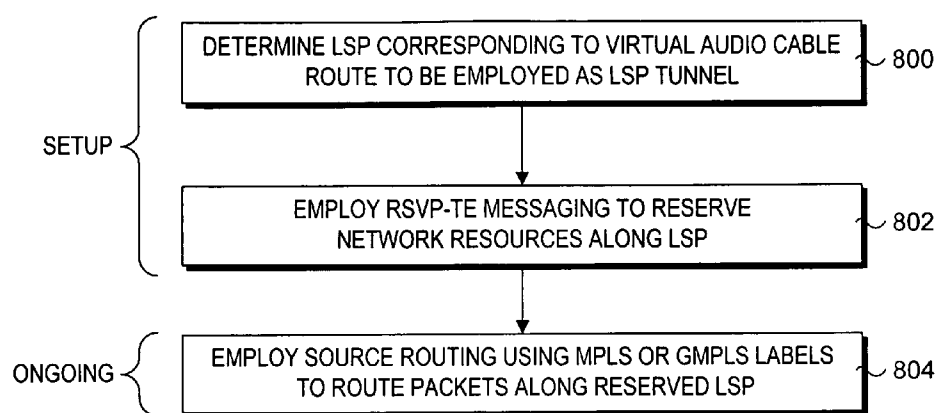 DETERMINE LSP CORRESPONDING TO VIRTUAL AUDIO CABLE
ROUTE TO BE EMPLOYED AS LSP TUNNEL
800
SETUP
EMPLOY RSVP-TE MESSAGING TO RESERVE
NETWORK RESOURCES ALONG LSP
802
ONGOING
EMPLOY SOURCE ROUTING USING MPLS OR GMPLS LABELS
TO ROUTE PACKETS ALONG RESERVED LSP
804